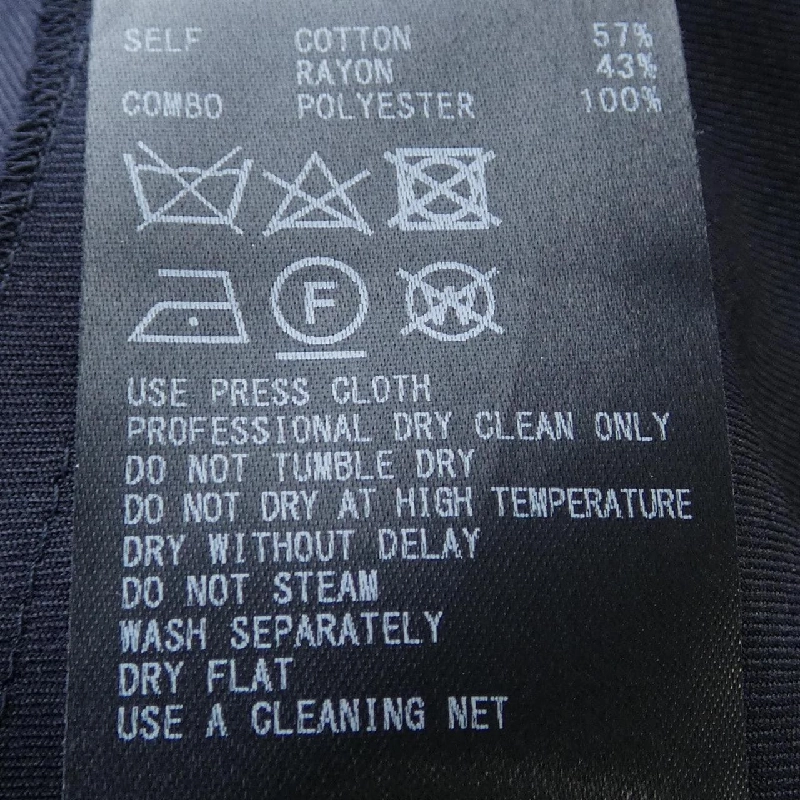 SELF COTTON 57%
RAYON 43%
COMBO POLYESTER 100%
F W
USE PRESS CLOTH
PROFESSIONAL DRY CLEAN ONLY
DO NOT TUMBLE DRY
DO NOT DRY AT HIGH TEMPERATURE
DRY WITHOUT DELAY
DO NOT STEAM
WASH SEPARATELY
DRY FLAT
USE A CLEANING NET